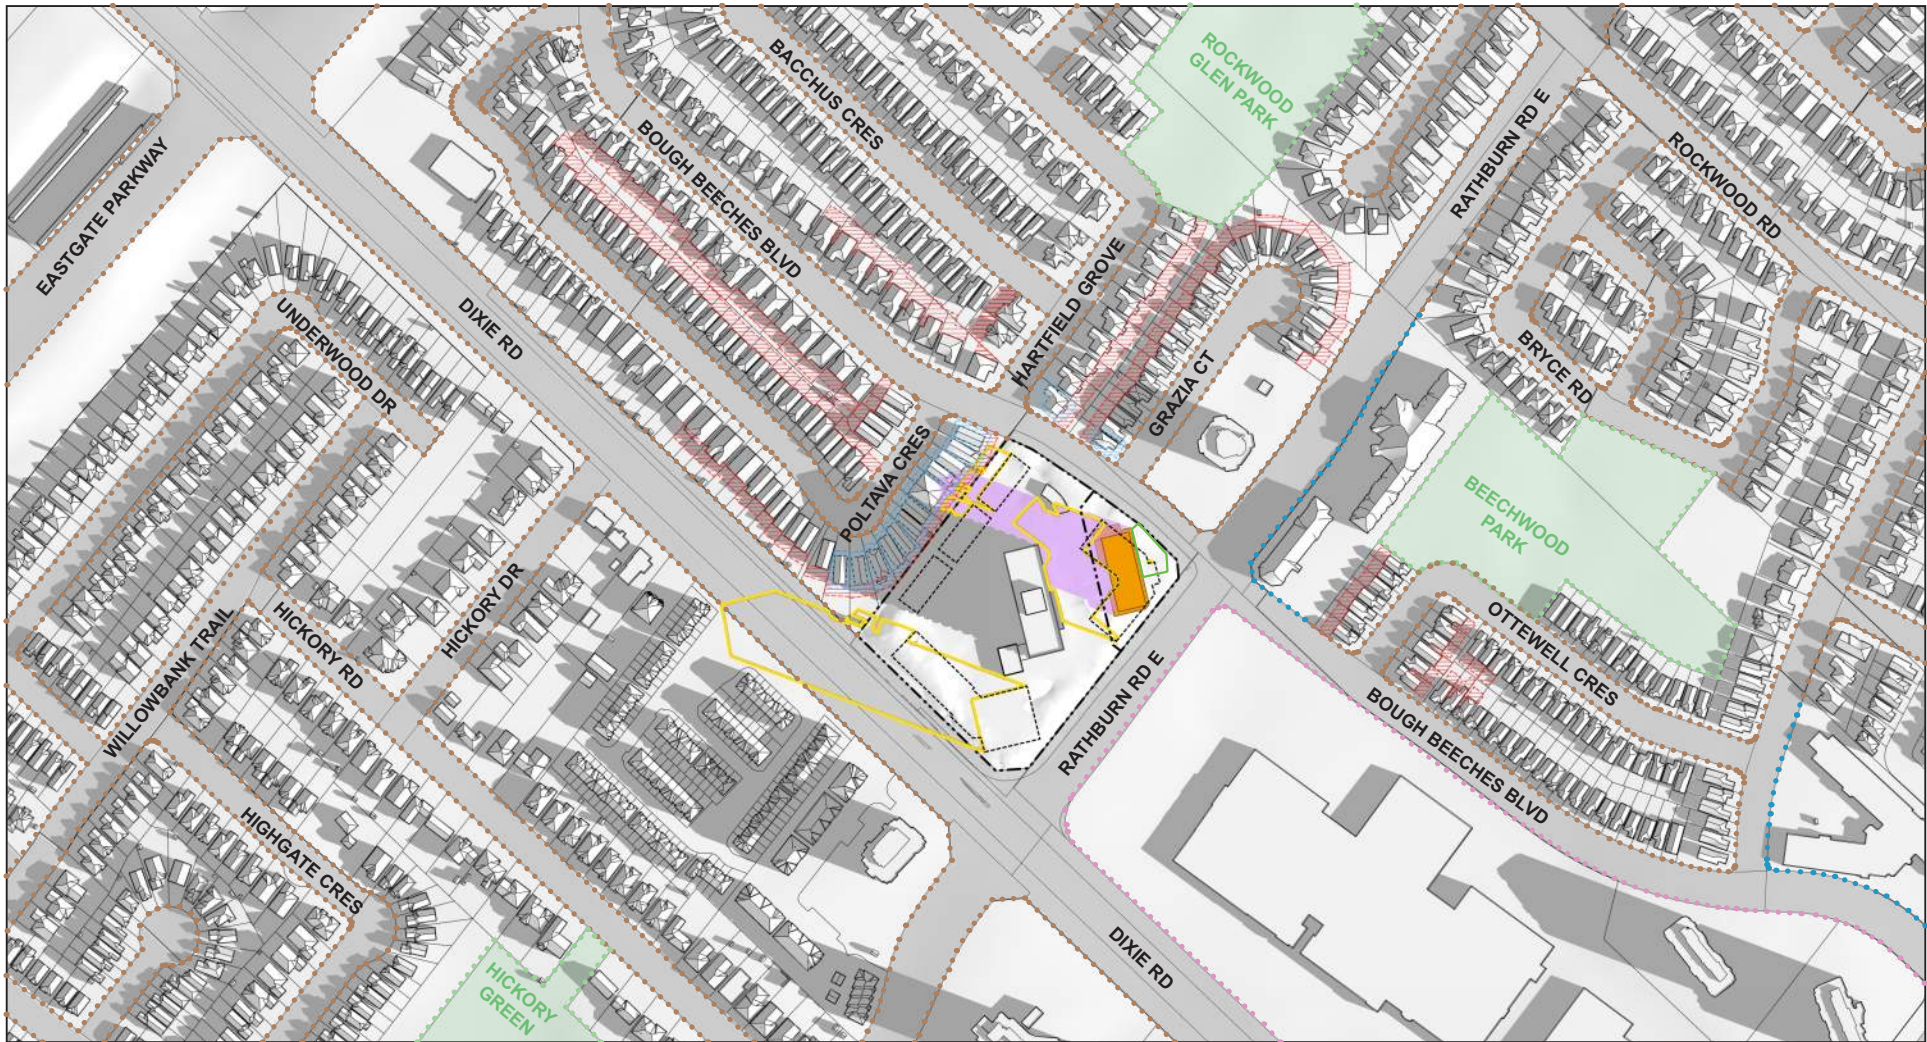 BACCHUS CRES
ROCKWOOD
GLEN PARK
RATHBURN RD E
ROCKWOOD RD
BOUGH BEECHES BLVD
EASTGATE PARKWAY
UNDERWOOD DR
DIXIE RD
HARTFIELD GROVE
GRAZIA CT
BRYCE RD
POLTAVA CRES
BEECHWOOD
PARK
HICKORY DR
OTTEWELL CRES
WILLOWBANK TRAIL
HICKORY RD
RATHBURN RD E
BOUGH BEECHES BLVD
HIGHGATE CRES
DIXIE RD
HICKORY
GREEN